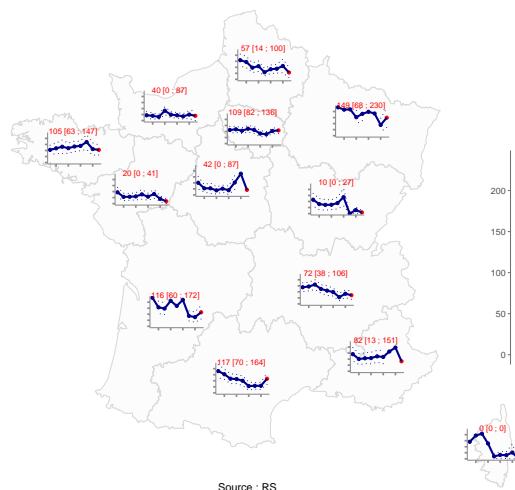 57 [14 ; 100]
40 [0 ; 87]
109 [82 ; 136]
149 [68 ; 230]
105 [63 ; 147]
20 [0 ; 41]
42 [0 ; 87]
10 [0 ; 27]
72 [38 ; 106]
116 [60 ; 172]
82 [13 ; 151]
117 [70 ; 164]
0 [0 ; 0]
200
150
100
50
0
Source : RS